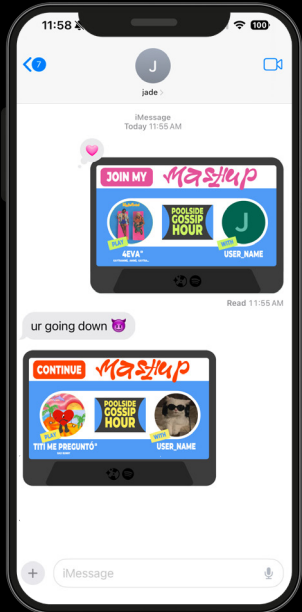 11:58
100
7
J
jade
iMessage
Today 11:55 AM
JOIN MY Mashup
POOLSIDE
GOSSIP
HOUR
J
PLAY
WITH
4EVA"
USER_NAME
Read 11:55 AM
ur going down 😈
CONTINUE Mashup
POOLSIDE
GOSSIP
HOUR
PLAY
WITH
TITÍ ME PREGUNTÓ"
USER_NAME
iMessage